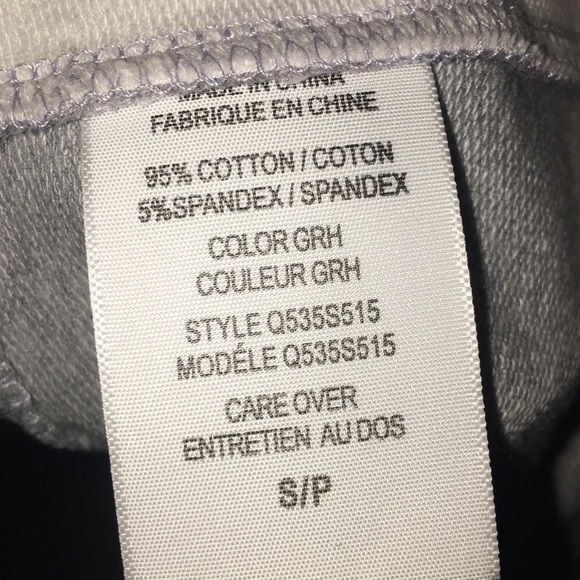 MADE IN CHINA
FABRIQUE EN CHINE
95% COTTON / COTON
5%SPANDEX / SPANDEX
COLOR GRH
COULEUR GRH
STYLE Q535S515
MODÉLE Q535S515
CARE OVER
ENTRETIEN AU DOS
S/P